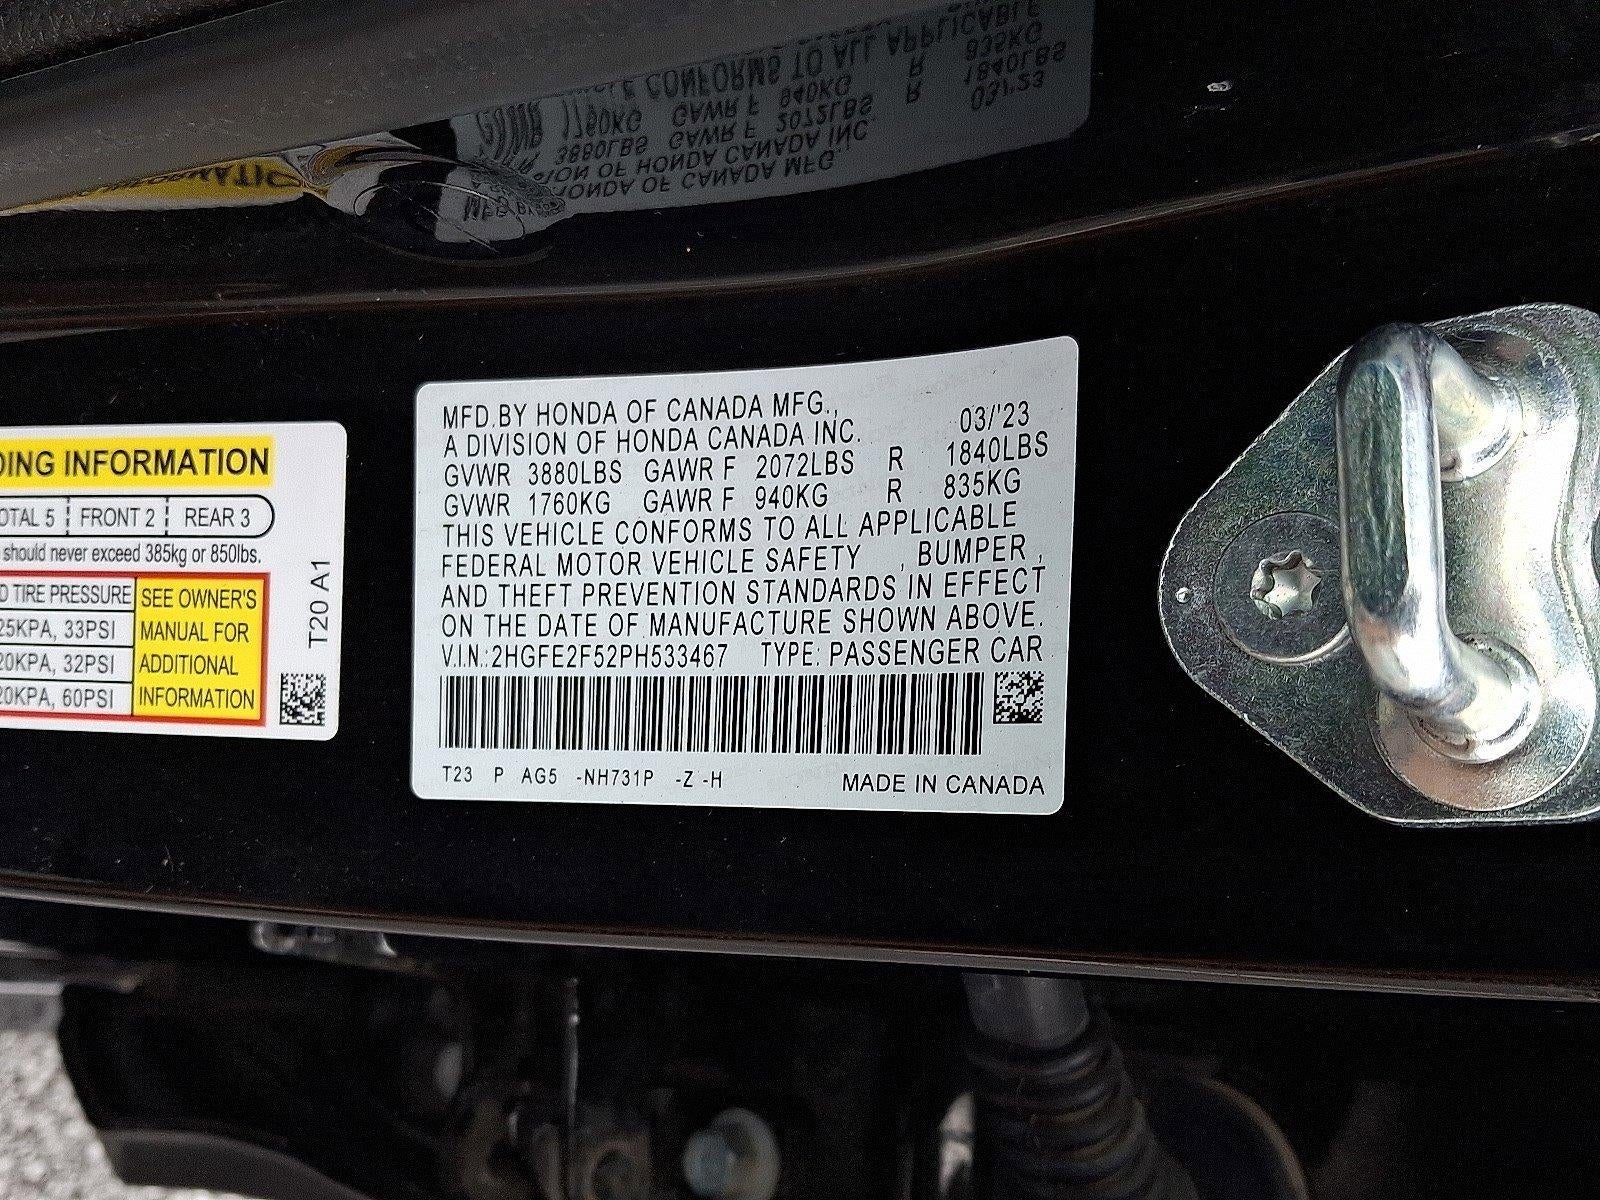 DING INFORMATION
OTAL 5 FRONT 2 REAR 3
should never exceed 385kg or 850lbs.
D TIRE PRESSURE
25KPA, 33PSI
20KPA, 32PSI
20KPA, 60PSI
SEE OWNER'S
MANUAL FOR
ADDITIONAL
INFORMATION
T20 A1
MFD.BY HONDA OF CANADA MFG., 03/'23
A DIVISION OF HONDA CANADA INC.
GVWR 3880LBS GAWR F 2072LBS R 1840LBS
GVWR 1760KG GAWR F 940KG R 835KG
THIS VEHICLE CONFORMS TO ALL APPLICABLE
FEDERAL MOTOR VEHICLE SAFETY , BUMPER ,
AND THEFT PREVENTION STANDARDS IN EFFECT
ON THE DATE OF MANUFACTURE SHOWN ABOVE.
V.I.N.:2HGFE2F52PH533467 TYPE: PASSENGER CAR
T23 P AG5 -NH731P -Z -H MADE IN CANADA